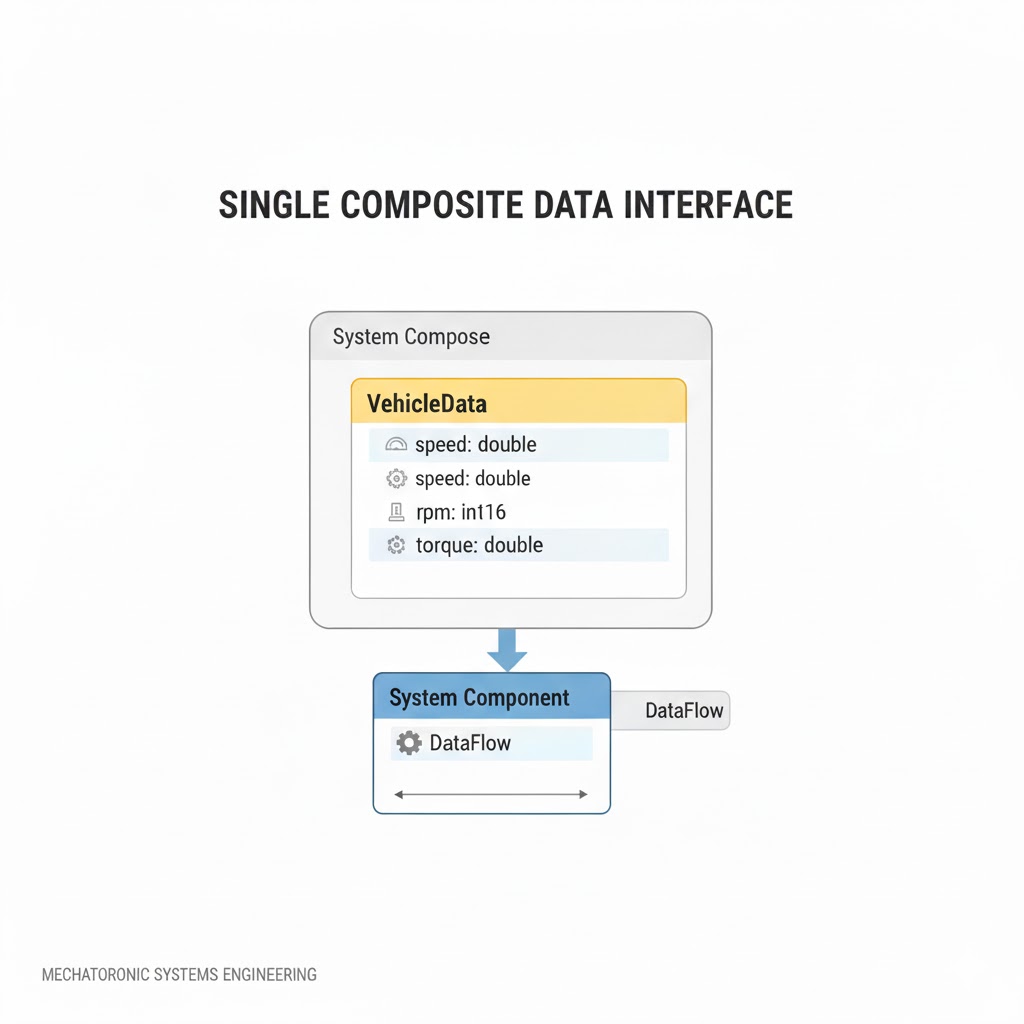 SINGLE COMPOSITE DATA INTERFACE
System Compose
VehicleData
speed: double
speed: double
rpm: int16
torque: double
System Component
DataFlow
DataFlow
MECHATORONIC SYSTEMS ENGINEERING